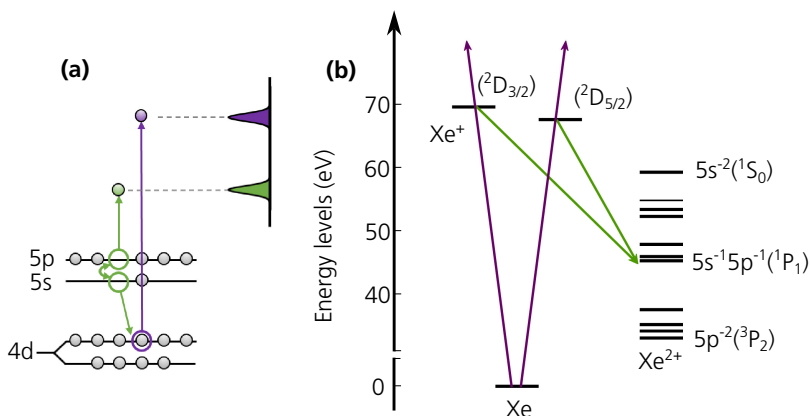 (a)
5p
5s
4d
(b)
Energy levels (eV)
70
60
50
40
0
(²D₃/₂)
(²D₅/₂)
Xe⁺
5s⁻²(¹S₀)
5s⁻¹5p⁻¹(¹P₁)
5p⁻²(³P₂)
Xe²⁺
Xe